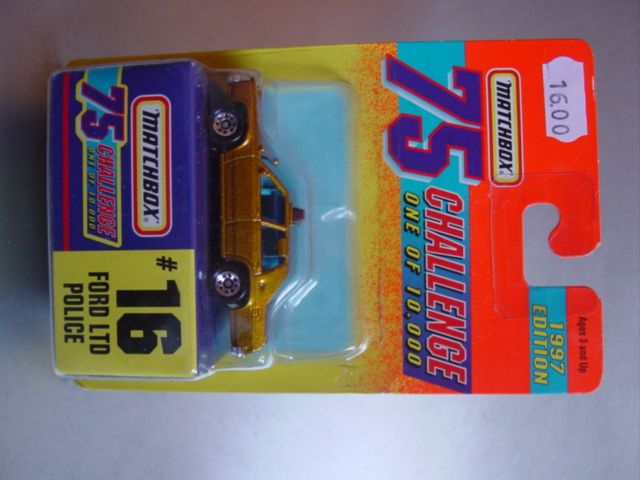 16.00
MATCHBOX®
75
CHALLENGE
ONE OF 10,000
1997
EDITION
Ages 3 and Up
MATCHBOX®
75
CHALLENGE
ONE OF 10,000
#16
FORD LTD
POLICE